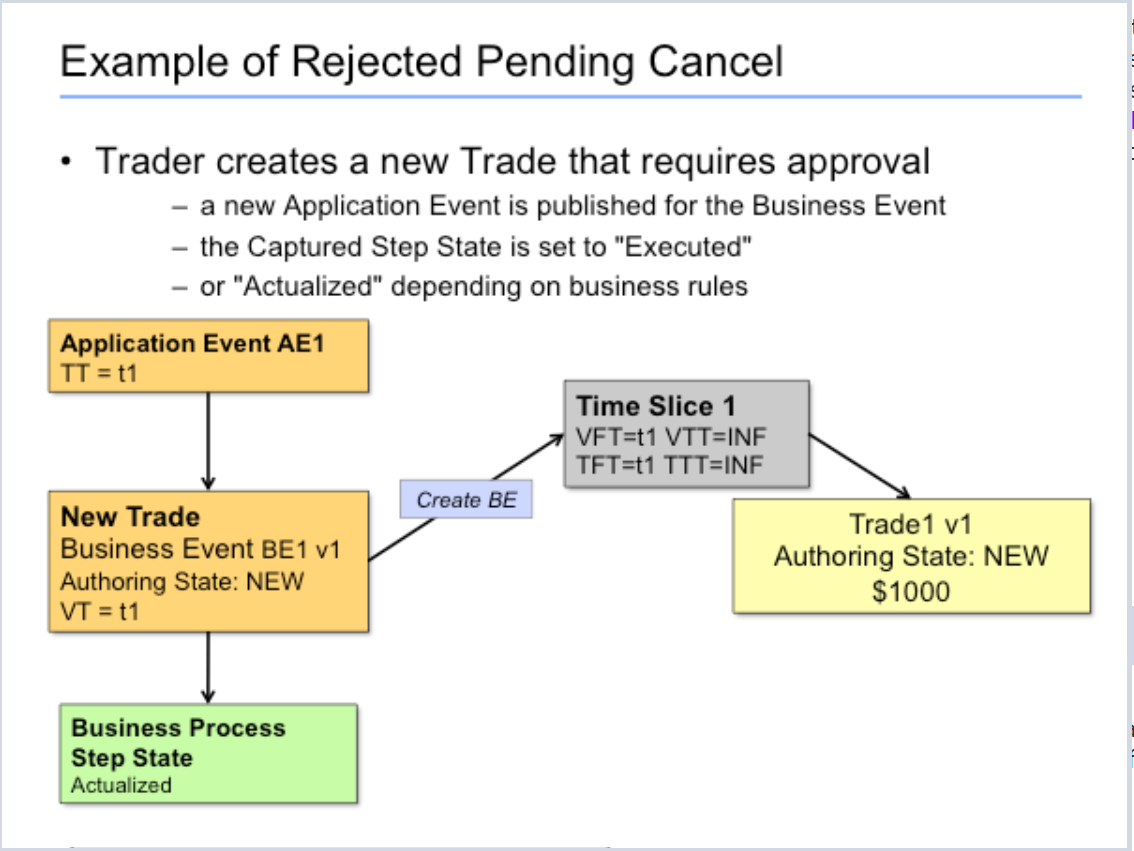 Example of Rejected Pending Cancel
• Trader creates a new Trade that requires approval
– a new Application Event is published for the Business Event
– the Captured Step State is set to "Executed"
– or "Actualized" depending on business rules
Application Event AE1
TT = t1
Time Slice 1
VFT=t1 VTT=INF
TFT=t1 TTT=INF
Create BE
New Trade
Business Event BE1 v1
Authoring State: NEW
VT = t1
Trade1 v1
Authoring State: NEW
$1000
Business Process
Step State
Actualized